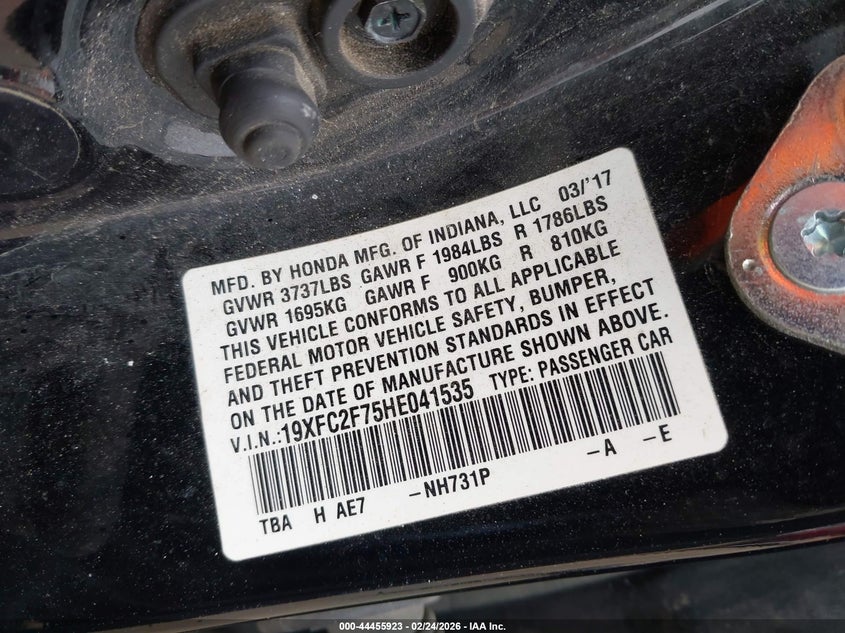 MFD. BY HONDA MFG. OF INDIANA, LLC 03/'17
GVWR 3737LBS GAWR F 1984LBS R 1786LBS
GVWR 1695KG GAWR F 900KG R 810KG
THIS VEHICLE CONFORMS TO ALL APPLICABLE
FEDERAL MOTOR VEHICLE SAFETY, BUMPER,
AND THEFT PREVENTION STANDARDS IN EFFECT
ON THE DATE OF MANUFACTURE SHOWN ABOVE.
V.I.N.:19XFC2F75HE041535 TYPE: PASSENGER CAR
TBA H AE7 -NH731P -A -E
000-44455923 - 02/24/2026 - IAA Inc.